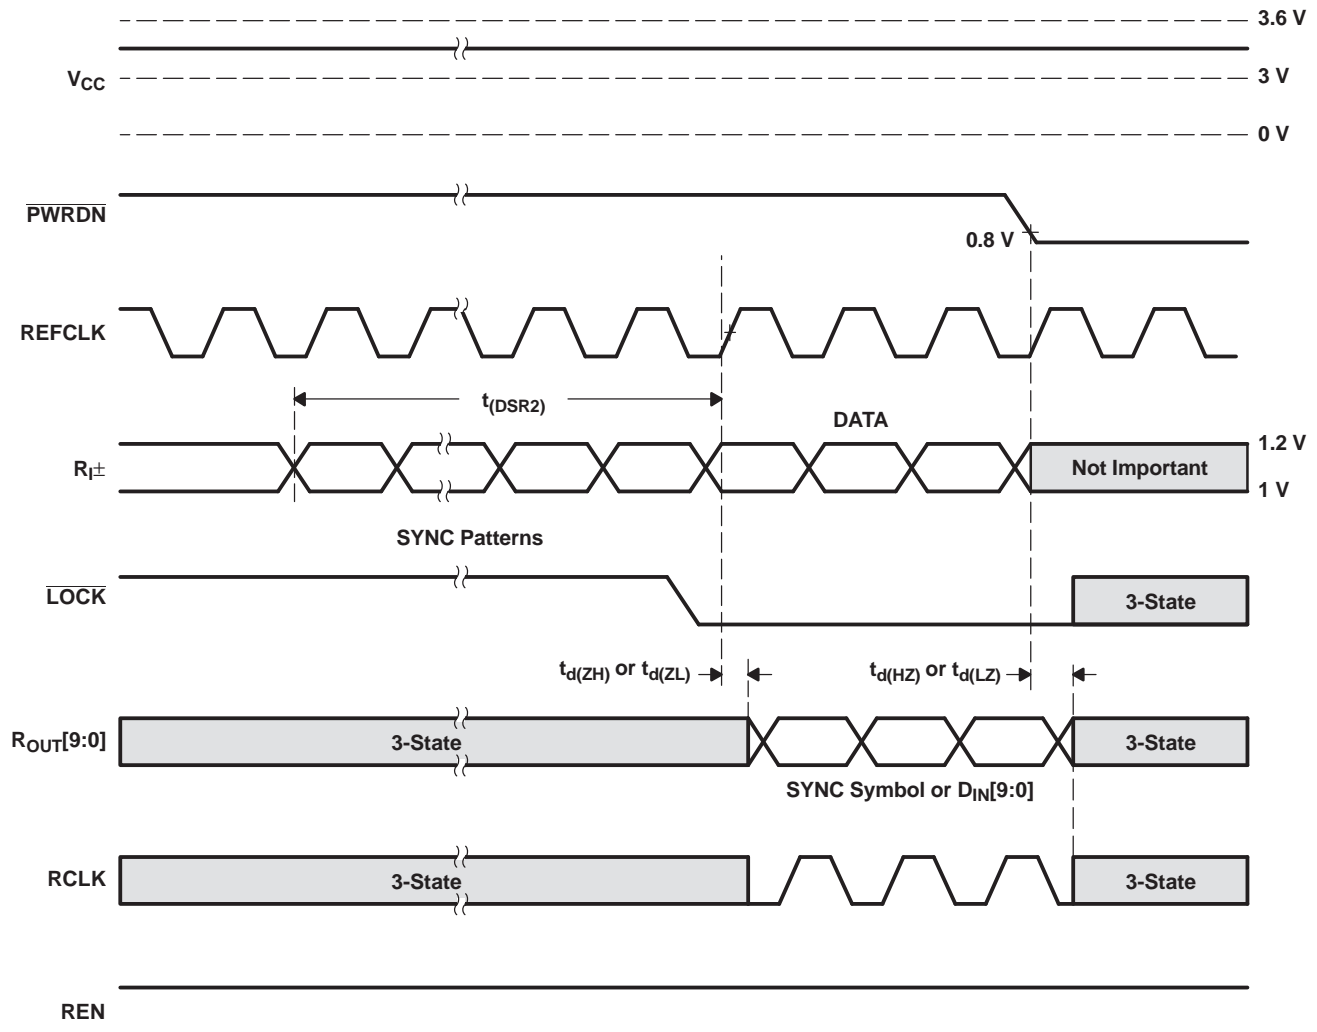 3.6 V
V_CC
3 V
0 V
PWRDN
0.8 V
REFCLK
t_(DSR2)
DATA
R_I±
1.2 V
Not Important
1 V
SYNC Patterns
LOCK
3-State
t_d(ZH) or t_d(ZL)
t_d(HZ) or t_d(LZ)
R_OUT[9:0]
3-State
3-State
SYNC Symbol or D_IN[9:0]
RCLK
3-State
3-State
REN